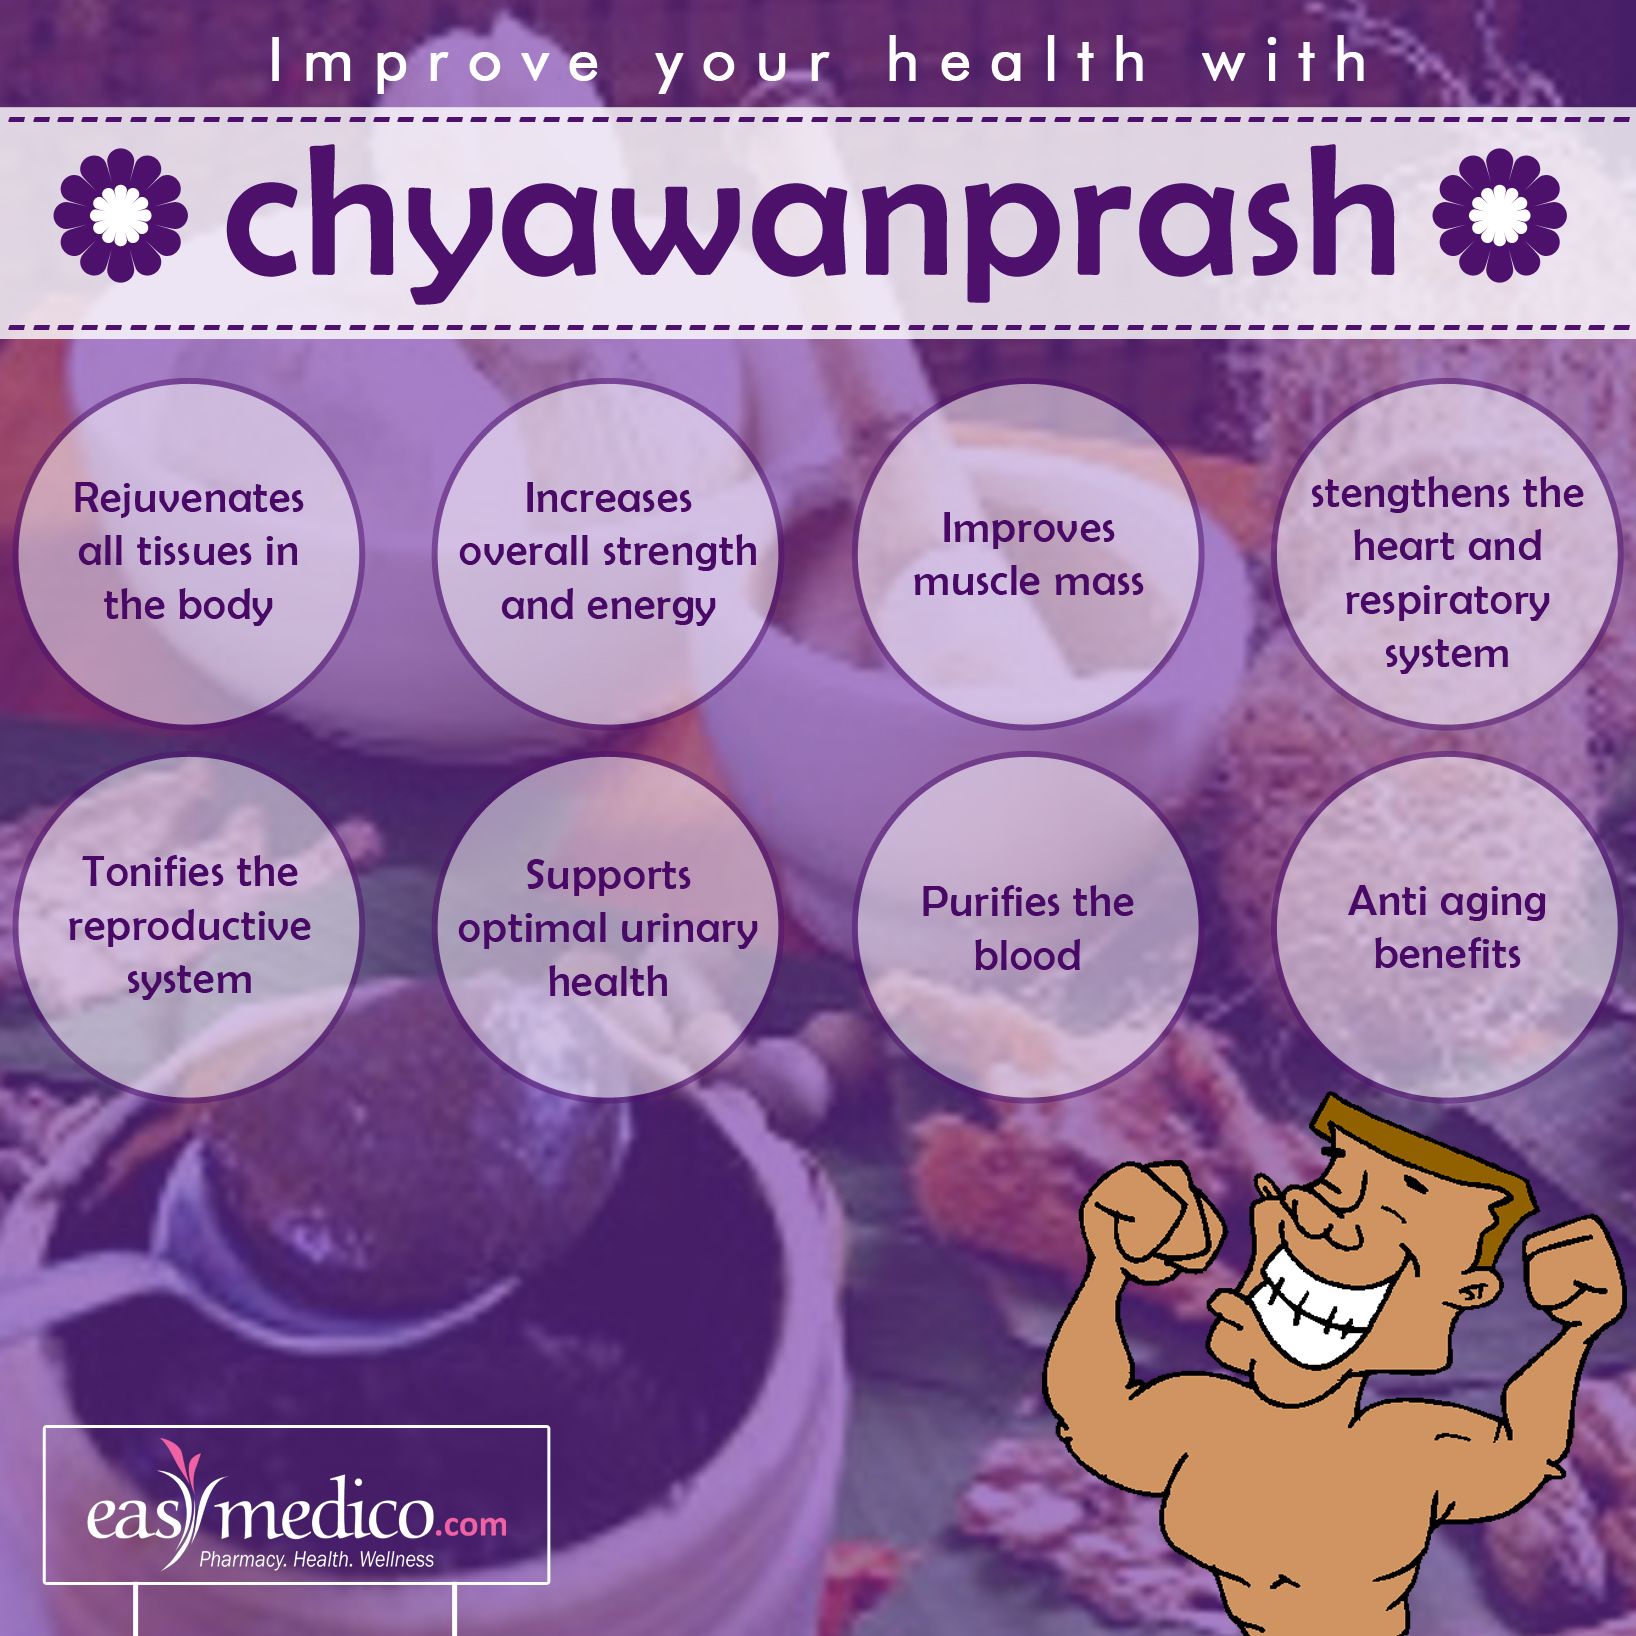 Improve your health with
chyawanprash
Rejuvenates
all tissues in
the body
Increases
overall strength
and energy
Improves
muscle mass
stengthens the
heart and
respiratory
system
Tonifies the
reproductive
system
Supports
optimal urinary
health
Purifies the
blood
Anti aging
benefits
ST
easymedico.com
Pharmacy. Health. Wellness